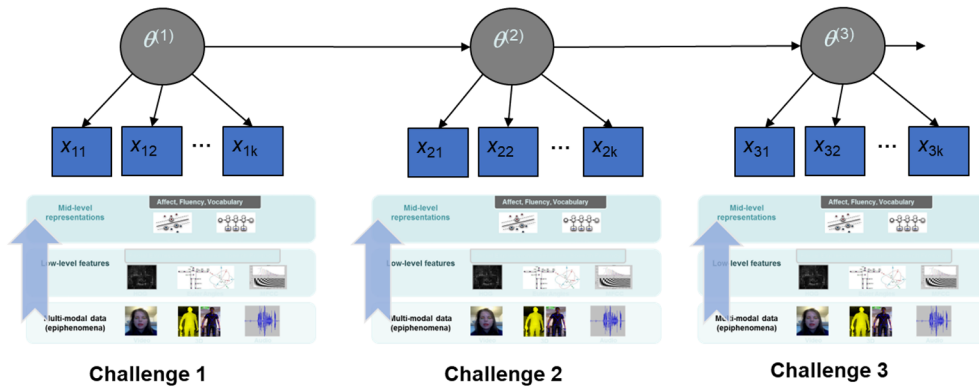 θ(1) θ(2) θ(3)
x11 x12 ... x1k x21 x22 ... x2k x31 x32 ... x3k
Affect, Fluency, Vocabulary
Mid-level
representations
Low-level features
Multi-modal data
(epiphenomena)
Affect, Fluency, Vocabulary
Mid-level
representations
Low-level features
Multi-modal data
(epiphenomena)
Affect, Fluency, Vocabulary
Mid-level
representations
Low-level features
Multi-modal data
(epiphenomena)
Challenge 1 Challenge 2 Challenge 3